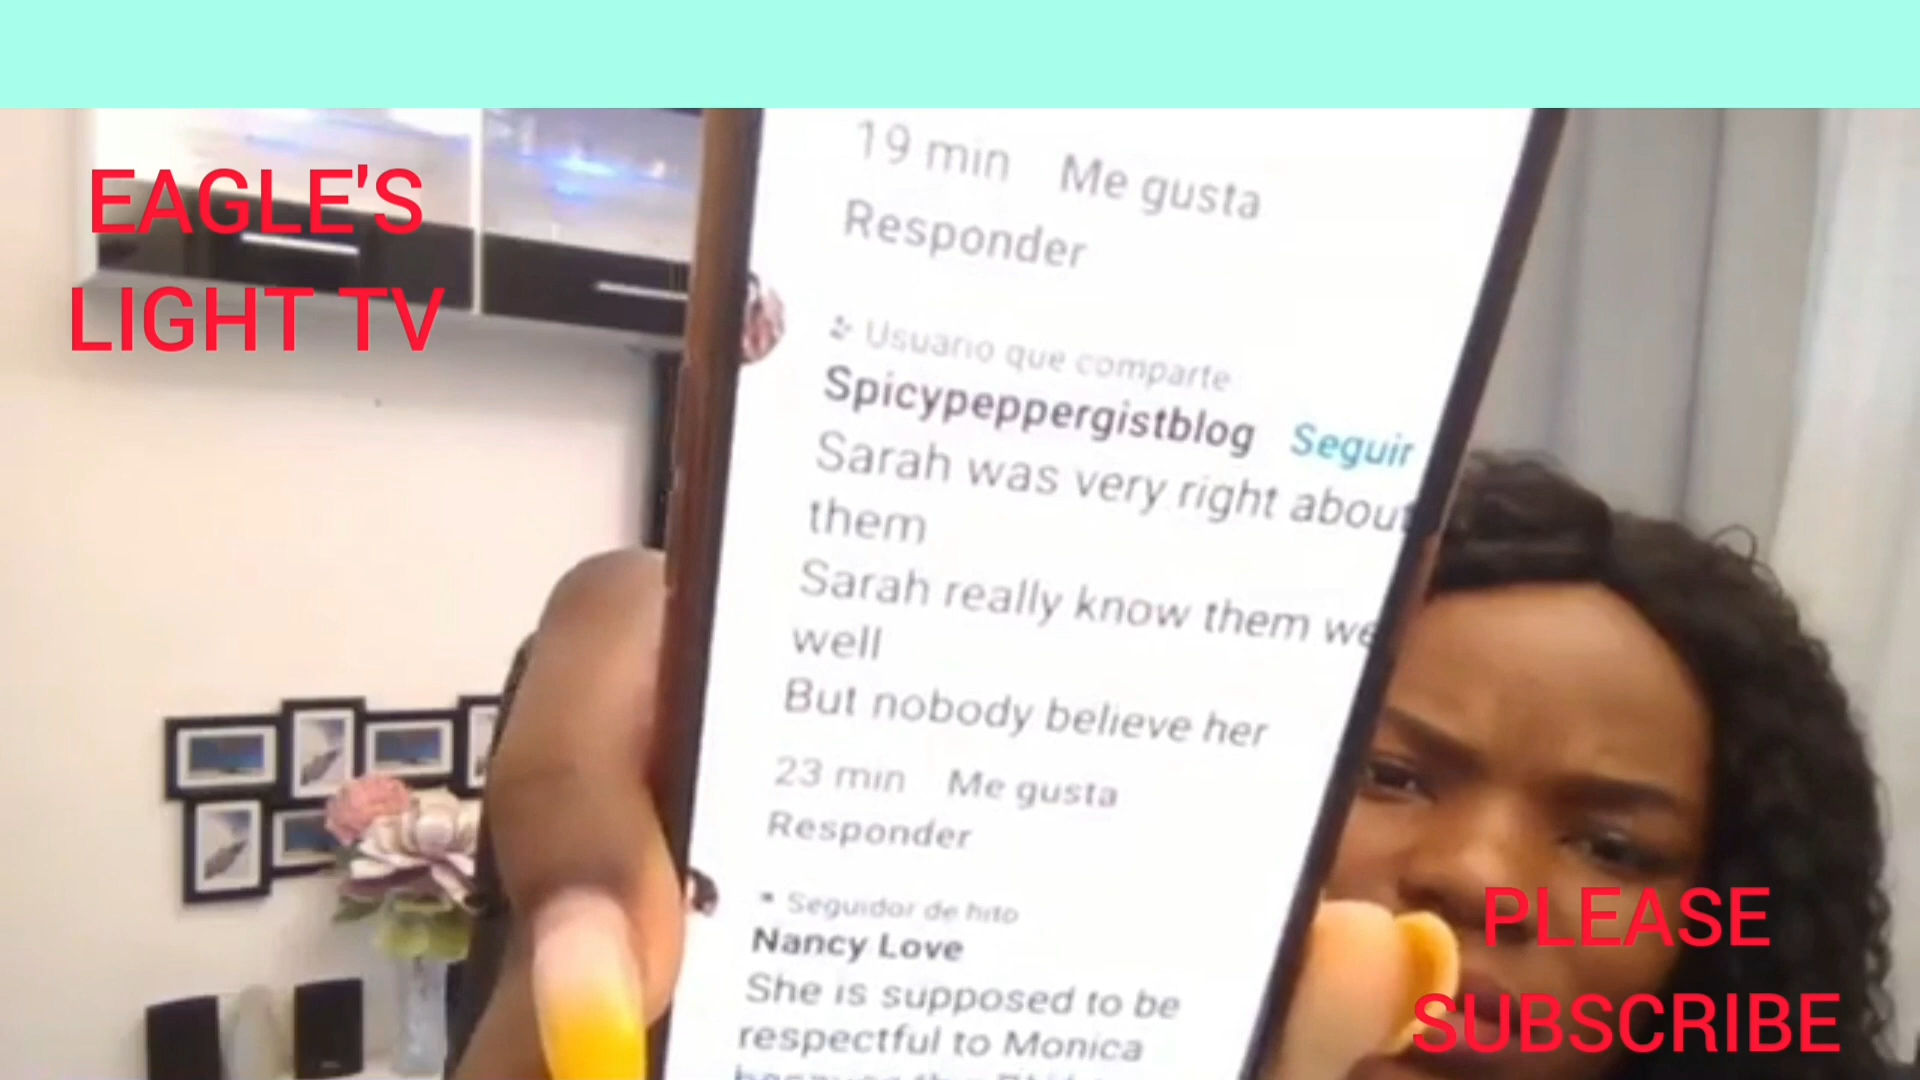 EAGLE'S
LIGHT TV
19 min Me gusta
Responder
Usuario que comparte
Spicypeppergistblog Seguir
Sarah was very right about
them
Sarah really know them
well
But nobody believe her
23 min Me gusta
Responder
Seguidor de hito
Nancy Love
She is supposed to be
respectful to Monica
PLEASE
SUBSCRIBE